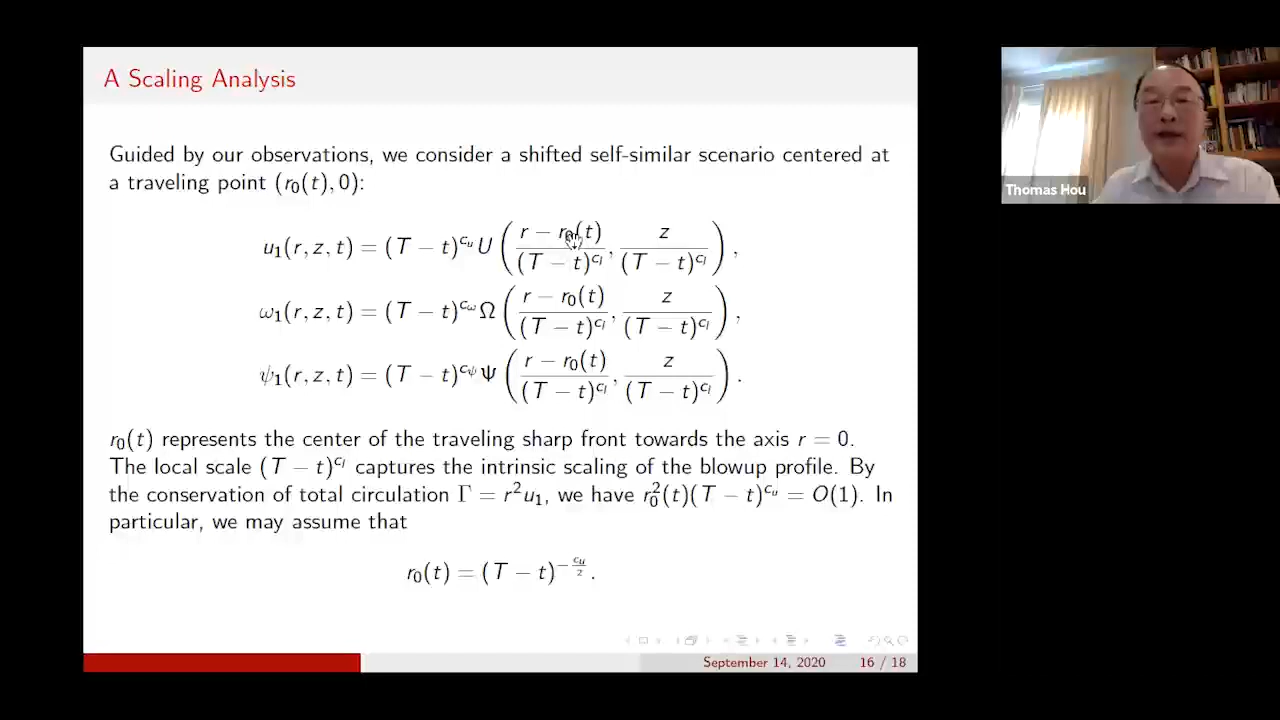 A Scaling Analysis
Guided by our observations, we consider a shifted self-similar scenario centered at
a traveling point (r₀(t), 0):
u₁(r, z, t) = (T − t)^{c_u} U ( (r − r₀(t))/(T − t)^{c_l} , z/(T − t)^{c_l} ) ,
ω₁(r, z, t) = (T − t)^{c_ω} Ω ( (r − r₀(t))/(T − t)^{c_l} , z/(T − t)^{c_l} ) ,
ψ₁(r, z, t) = (T − t)^{c_ψ} Ψ ( (r − r₀(t))/(T − t)^{c_l} , z/(T − t)^{c_l} ) .
r₀(t) represents the center of the traveling sharp front towards the axis r = 0.
The local scale (T − t)^{c_l} captures the intrinsic scaling of the blowup profile. By
the conservation of total circulation Γ = r²u₁, we have r₀²(t)(T − t)^{c_u} = O(1). In
particular, we may assume that
r₀(t) = (T − t)^{−c_u/2}.
September 14, 2020 16 / 18
Thomas Hou